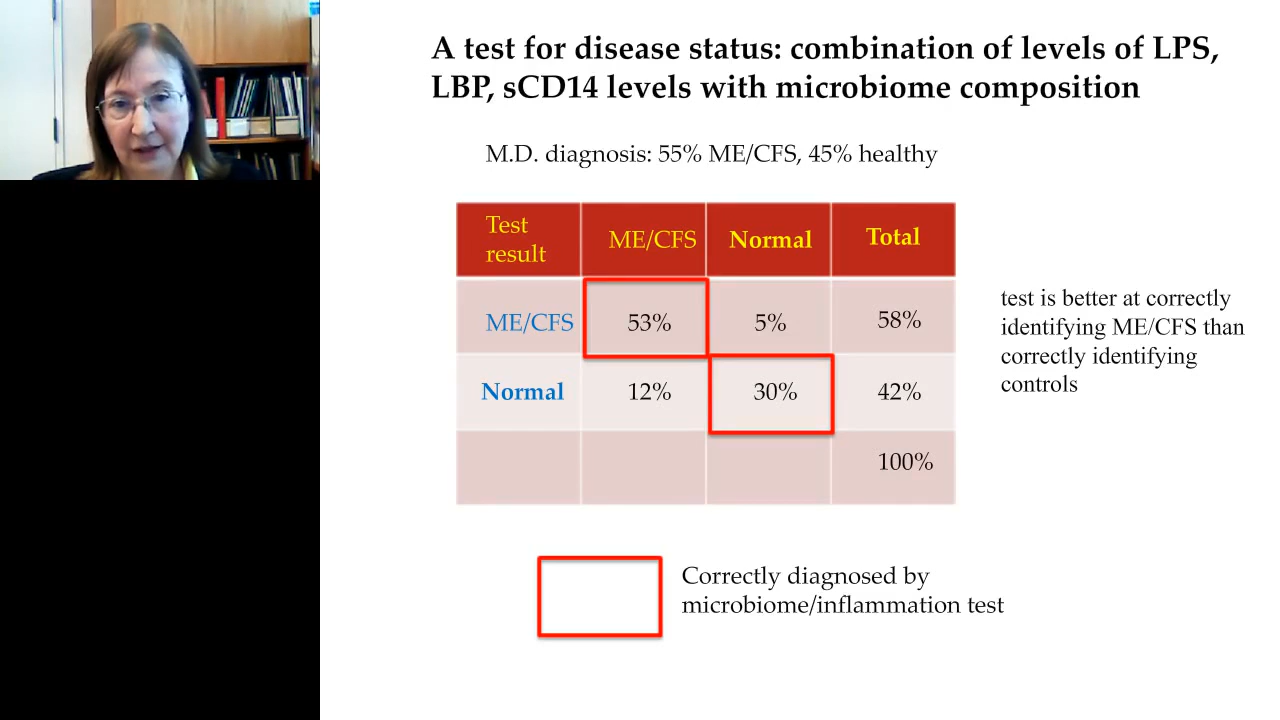 A test for disease status: combination of levels of LPS,
LBP, sCD14 levels with microbiome composition
M.D. diagnosis: 55% ME/CFS, 45% healthy
Test
result
ME/CFS
Normal
Total
ME/CFS
53%
5%
58%
Normal
12%
30%
42%
100%
test is better at correctly
identifying ME/CFS than
correctly identifying
controls
Correctly diagnosed by
microbiome/inflammation test